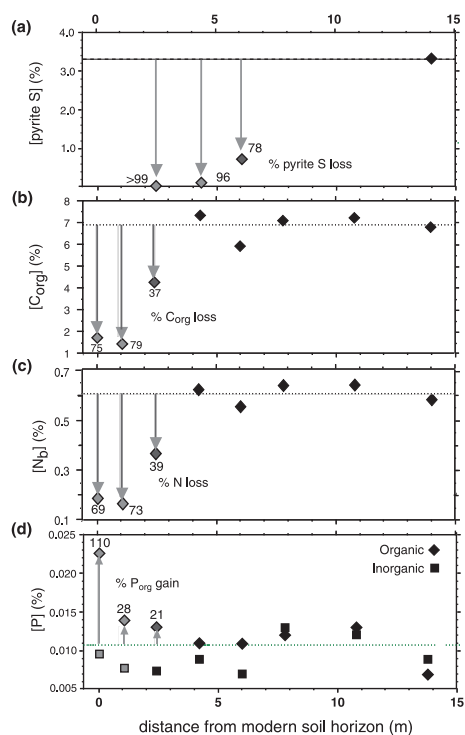 (a)
0 5 10 15
4.0
3.0
2.0
1.0
[pyrite S] (%)
>99
96
78
% pyrite S loss
(b)
8
7
6
5
4
3
2
1
[Corg] (%)
75
79
37
% Corg loss
(c)
0.7
0.5
0.3
0.1
[Nb] (%)
69
73
39
% N loss
(d)
0.025
0.020
0.015
0.010
0.005
[P] (%)
110
28
21
% Porg gain
Organic
Inorganic
0 5 10 15
distance from modern soil horizon (m)